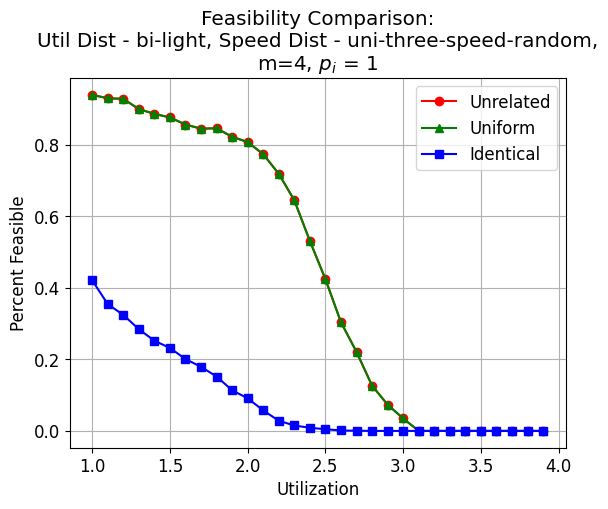 Feasibility Comparison:
Util Dist - bi-light, Speed Dist - uni-three-speed-random,
m=4, $p_i$ = 1
Unrelated
Uniform
Identical
Percent Feasible
0.8
0.6
0.4
0.2
0.0
1.0 1.5 2.0 2.5 3.0 3.5 4.0
Utilization